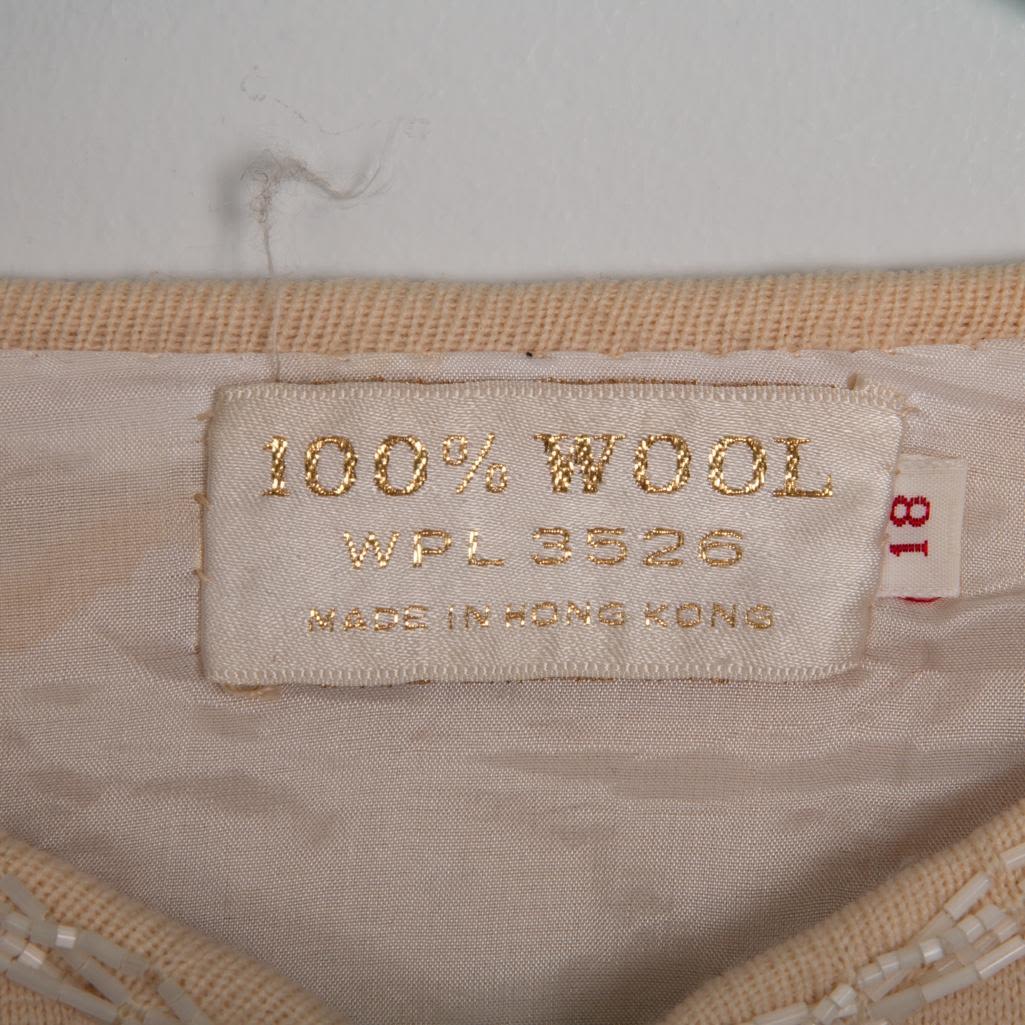 100% WOOL
WPL 3526
MADE IN HONG KONG
18